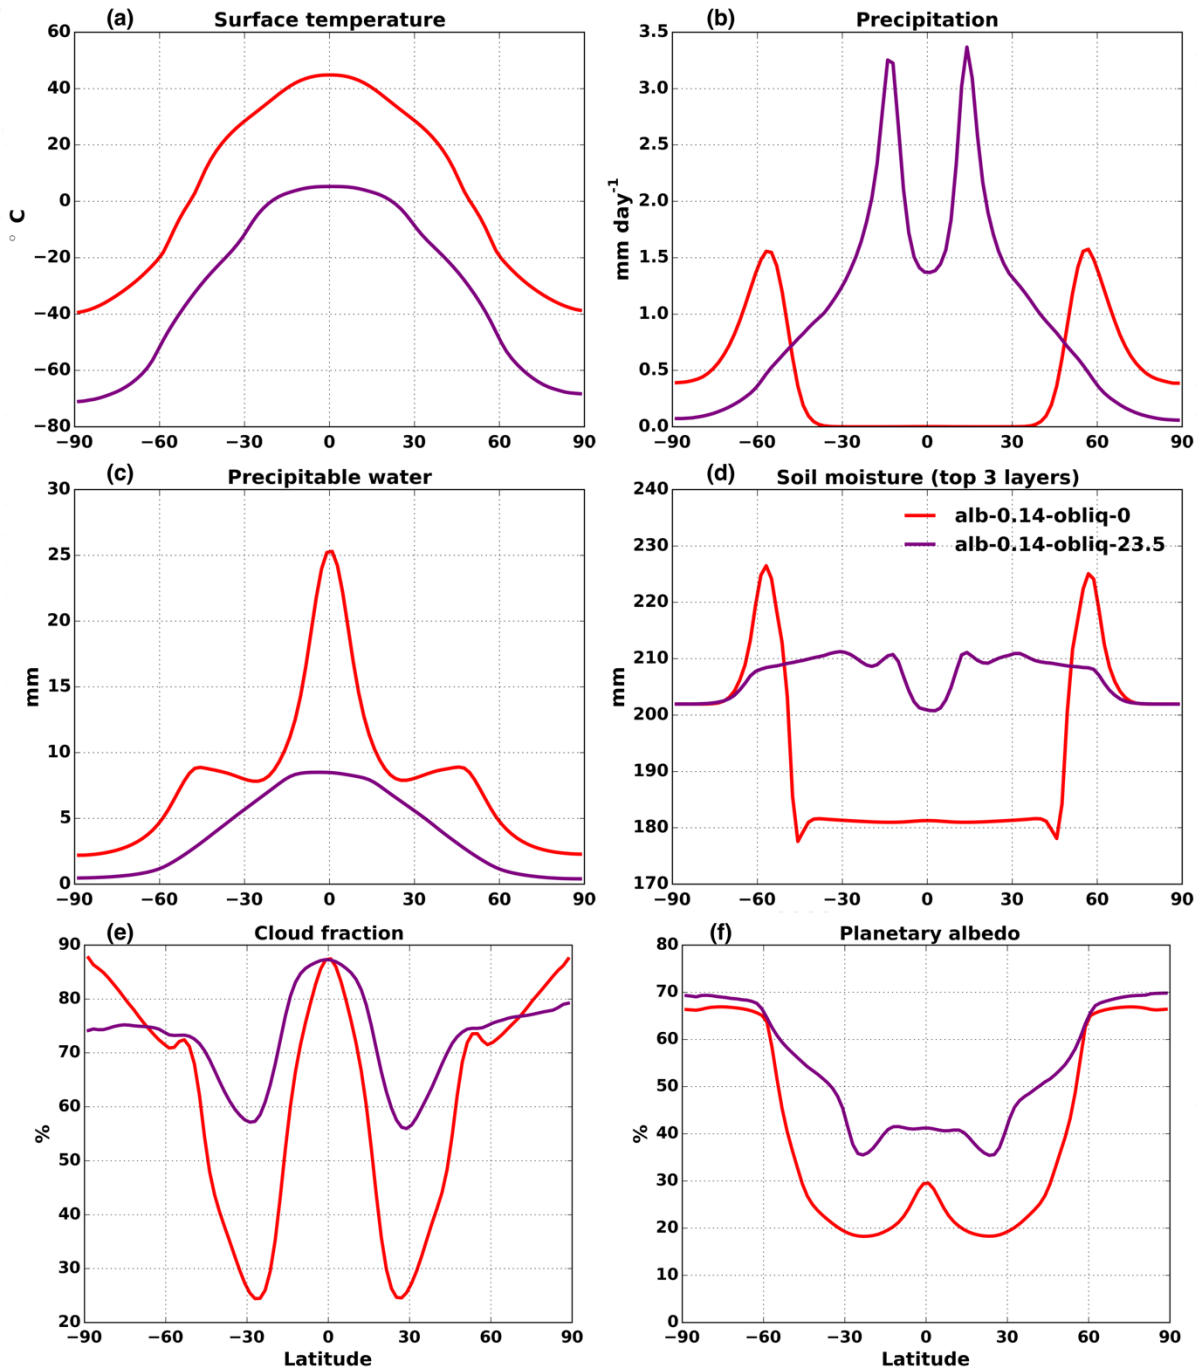 (a) Surface temperature
60
40
20
0
−20
−40
−60
−80
° C
−90 −60 −30 0 30 60 90
(b) Precipitation
3.5
3.0
2.5
2.0
1.5
1.0
0.5
0.0
mm day-1
−90 −60 −30 0 30 60 90
(c) Precipitable water
30
25
20
15
10
5
0
mm
−90 −60 −30 0 30 60 90
(d) Soil moisture (top 3 layers)
240
230
220
210
200
190
180
170
mm
alb-0.14-obliq-0
alb-0.14-obliq-23.5
−90 −60 −30 0 30 60 90
(e) Cloud fraction
90
80
70
60
50
40
30
20
%
−90 −60 −30 0 30 60 90
Latitude
(f) Planetary albedo
80
70
60
50
40
30
20
10
0
%
−90 −60 −30 0 30 60 90
Latitude